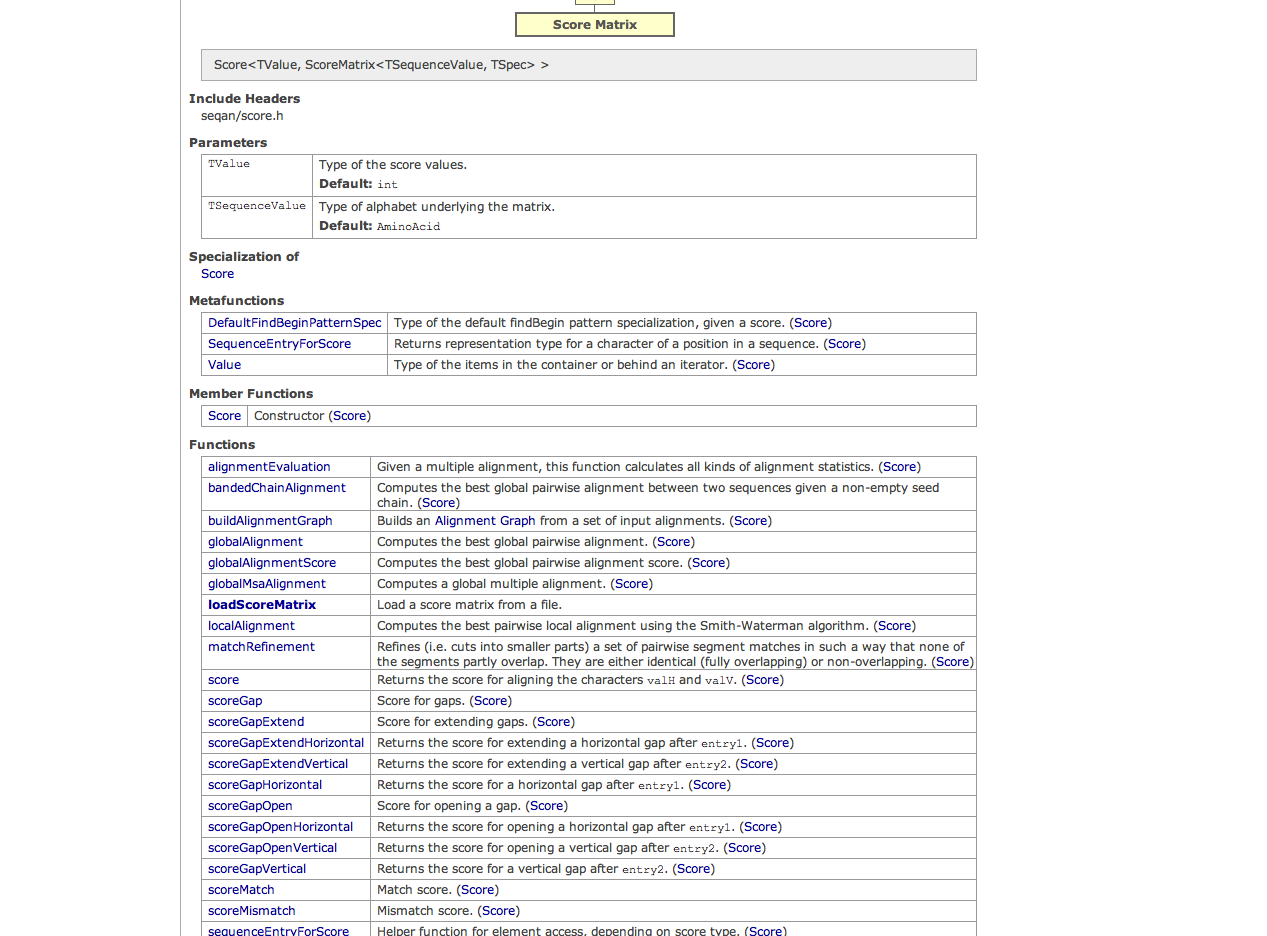 Score Matrix
Score<TValue, ScoreMatrix<TSequenceValue, TSpec> >
Include Headers
seqan/score.h
Parameters
TValue Type of the score values.
Default: int
TSequenceValue Type of alphabet underlying the matrix.
Default: AminoAcid
Specialization of
Score
Metafunctions
DefaultFindBeginPatternSpec Type of the default findBegin pattern specialization, given a score. (Score)
SequenceEntryForScore Returns representation type for a character of a position in a sequence. (Score)
Value Type of the items in the container or behind an iterator. (Score)
Member Functions
Score Constructor (Score)
Functions
alignmentEvaluation Given a multiple alignment, this function calculates all kinds of alignment statistics. (Score)
bandedChainAlignment Computes the best global pairwise alignment between two sequences given a non-empty seed
chain. (Score)
buildAlignmentGraph Builds an Alignment Graph from a set of input alignments. (Score)
globalAlignment Computes the best global pairwise alignment. (Score)
globalAlignmentScore Computes the best global pairwise alignment score. (Score)
globalMsaAlignment Computes a global multiple alignment. (Score)
loadScoreMatrix Load a score matrix from a file.
localAlignment Computes the best pairwise local alignment using the Smith-Waterman algorithm. (Score)
matchRefinement Refines (i.e. cuts into smaller parts) a set of pairwise segment matches in such a way that none of
the segments partly overlap. They are either identical (fully overlapping) or non-overlapping. (Score)
score Returns the score for aligning the characters valH and valV. (Score)
scoreGap Score for gaps. (Score)
scoreGapExtend Score for extending gaps. (Score)
scoreGapExtendHorizontal Returns the score for extending a horizontal gap after entry1. (Score)
scoreGapExtendVertical Returns the score for extending a vertical gap after entry2. (Score)
scoreGapHorizontal Returns the score for a horizontal gap after entry1. (Score)
scoreGapOpen Score for opening a gap. (Score)
scoreGapOpenHorizontal Returns the score for opening a horizontal gap after entry1. (Score)
scoreGapOpenVertical Returns the score for opening a vertical gap after entry2. (Score)
scoreGapVertical Returns the score for a vertical gap after entry2. (Score)
scoreMatch Match score. (Score)
scoreMismatch Mismatch score. (Score)
sequenceEntryForScore Helper function for element access, depending on score type. (Score)